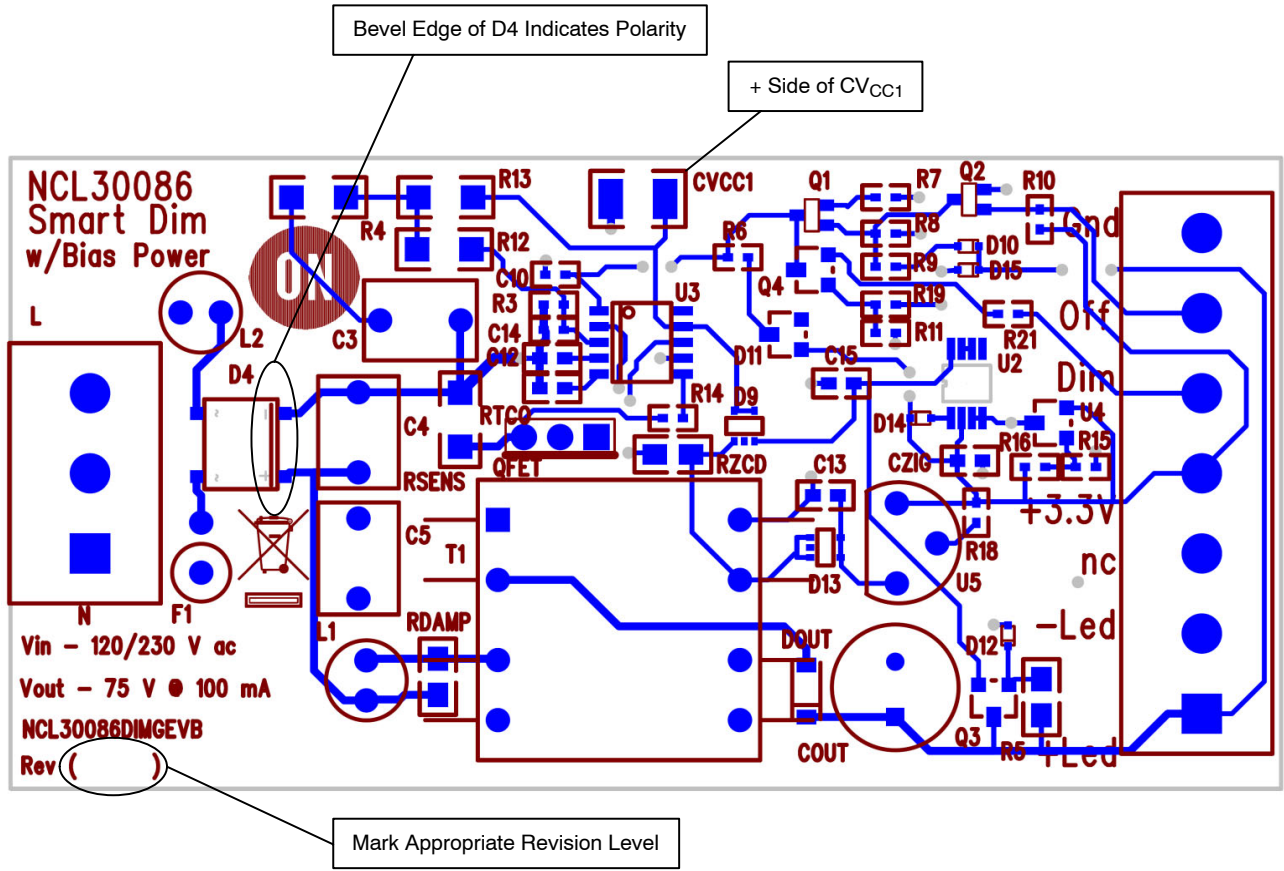 Bevel Edge of D4 Indicates Polarity
+ Side of CVCC1
NCL30086
Smart Dim
w/Bias Power
ON
R4
R13
R12
CVCC1
Q1
R7
Q2
R10
Gnd
R6
R8
D10
R9
D15
C10
R3
U3
Q4
R19
Off
L
L2
C3
C14
C12
D11
R11
R21
C15
U2
Dim
D4
~
~
−
+
C4
RTCO
R14
D9
D14
U4
QFET
RZCD
C13
CZIG
R16
R15
RSENS
+3.3V
C5
T1
D13
U5
R18
nc
N
F1
L1
RDAMP
DOUT
D12
-Led
Vin - 120/230 V ac
Vout - 75 V @ 100 mA
NCL30086DIMGEVB
Rev ( )
COUT
Q3
R5
+Led
Mark Appropriate Revision Level